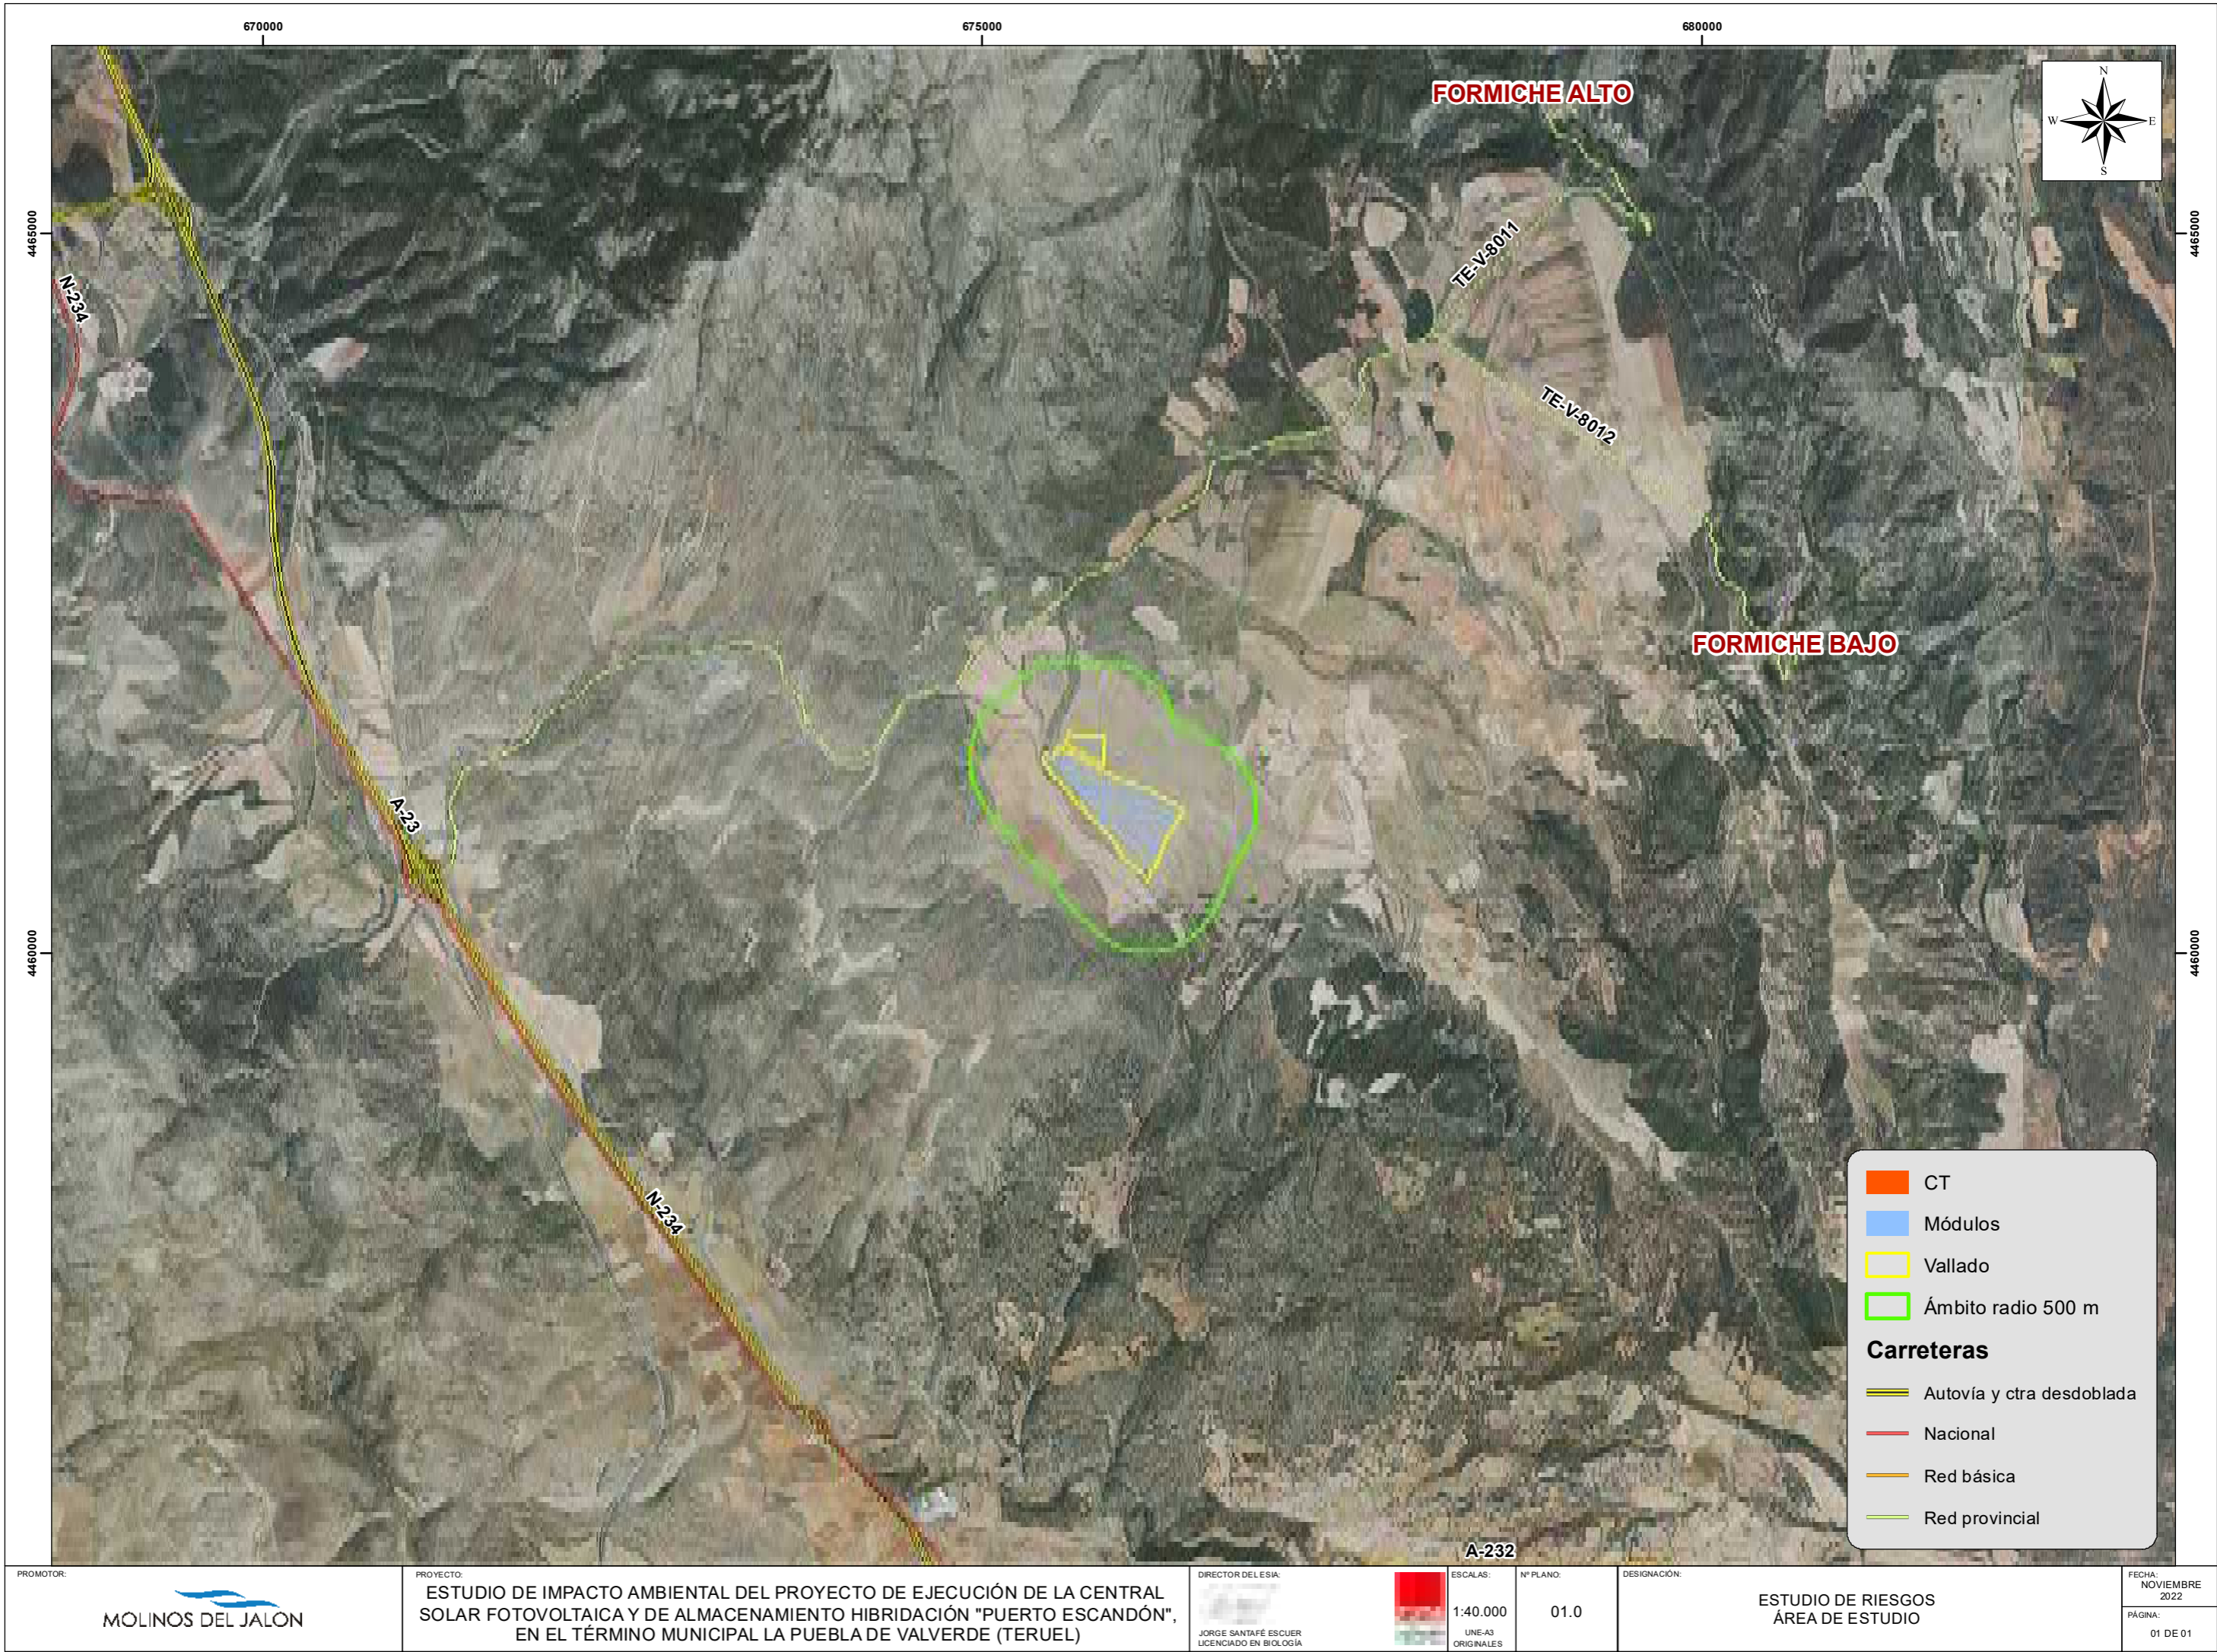 670000
675000
680000
FORMICHE ALTO
N
W
E
S
4465000
4465000
TE-V-8011
N-234
TE-V-8012
FORMICHE BAJO
A-23
4460000
4460000
N-234
CT
Módulos
Vallado
Ámbito radio 500 m
Carreteras
Autovía y ctra desdoblada
Nacional
Red básica
Red provincial
A-232
PROMOTOR:
MOLINOS DEL JALON
PROYECTO:
ESTUDIO DE IMPACTO AMBIENTAL DEL PROYECTO DE EJECUCIÓN DE LA CENTRAL
SOLAR FOTOVOLTAICA Y DE ALMACENAMIENTO HIBRIDACIÓN "PUERTO ESCANDÓN",
EN EL TÉRMINO MUNICIPAL LA PUEBLA DE VALVERDE (TERUEL)
DIRECTOR DEL ESIA:
JORGE SANTAFÉ ESCUER
LICENCIADO EN BIOLOGÍA
ESCALAS:
1:40.000
UNE-A3
ORIGINALES
Nº PLANO:
01.0
DESIGNACIÓN:
ESTUDIO DE RIESGOS
ÁREA DE ESTUDIO
FECHA:
NOVIEMBRE
2022
PÁGINA:
01 DE 01